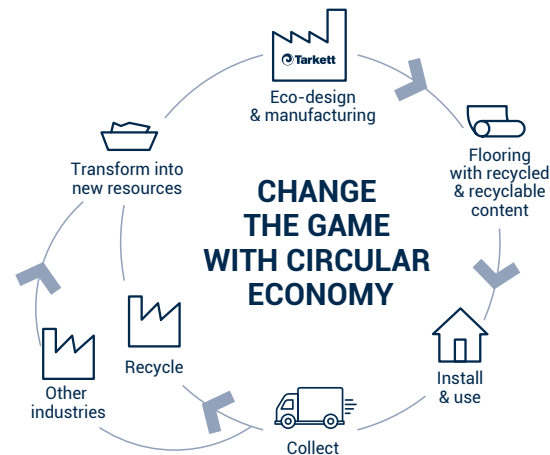 Tarkett
Eco-design
& manufacturing
Flooring
with recycled
& recyclable
content
Transform into
new resources
CHANGE
THE GAME
WITH CIRCULAR
ECONOMY
Recycle
Install
& use
Other
industries
Collect